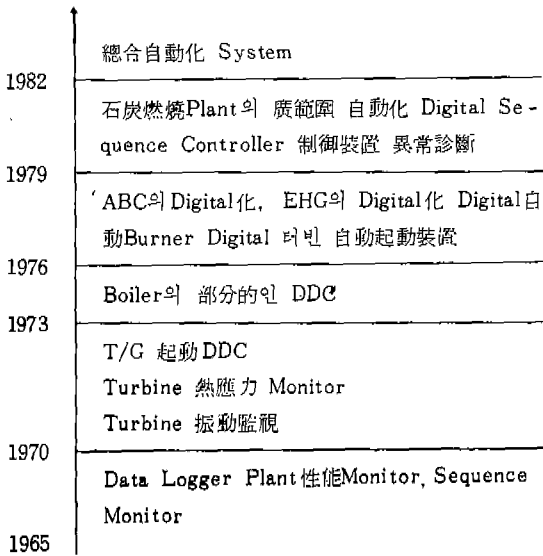 總合自動化 System
1982
石炭燃燒Plant의 廣範圍 自動化 Digital Se-
quence Controller 制御裝置 異常診斷
1979
ABC의 Digital化, EHG의 Digital化 Digital自
動Burner Digital 터빈 自動起動裝置
1976
Boiler의 部分的인 DDC
1973
T/G 起動DDC
Turbine 熱應力 Monitor
Turbine 振動監視
1970
Data Logger Plant性能Monitor, Sequence
Monitor
1965